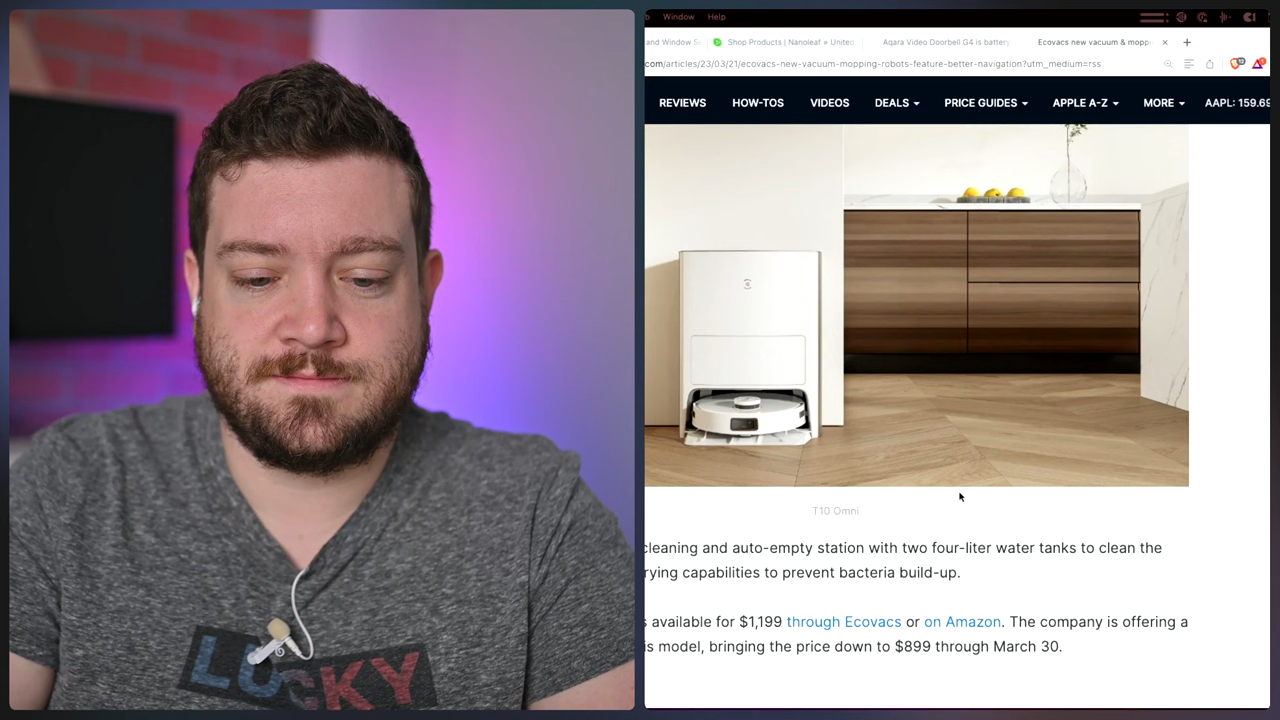 LUCKY
b Window Help
and Window S
Shop Products | Nanoleaf » United
Aqara Video Doorbell G4 is battery
Ecovacs new vacuum & mopp
com/articles/23/03/21/ecovacs-new-vacuum-mopping-robots-feature-better-navigation?utm_medium=rss
REVIEWS HOW-TOS VIDEOS DEALS PRICE GUIDES APPLE A-Z MORE AAPL: 159.69
T10 Omni
cleaning and auto-empty station with two four-liter water tanks to clean the
rying capabilities to prevent bacteria build-up.
s available for $1,199 through Ecovacs or on Amazon. The company is offering a
is model, bringing the price down to $899 through March 30.